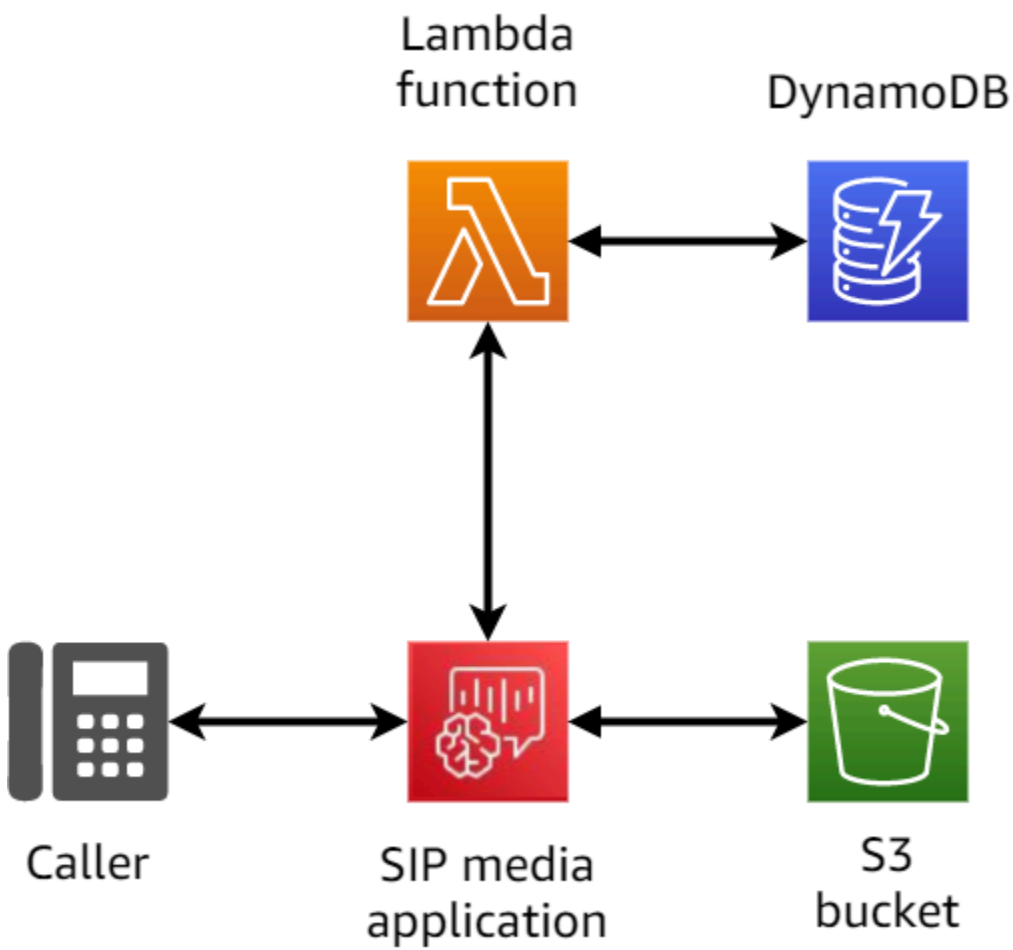 Lambda
function
DynamoDB
Caller
SIP media
application
S3
bucket